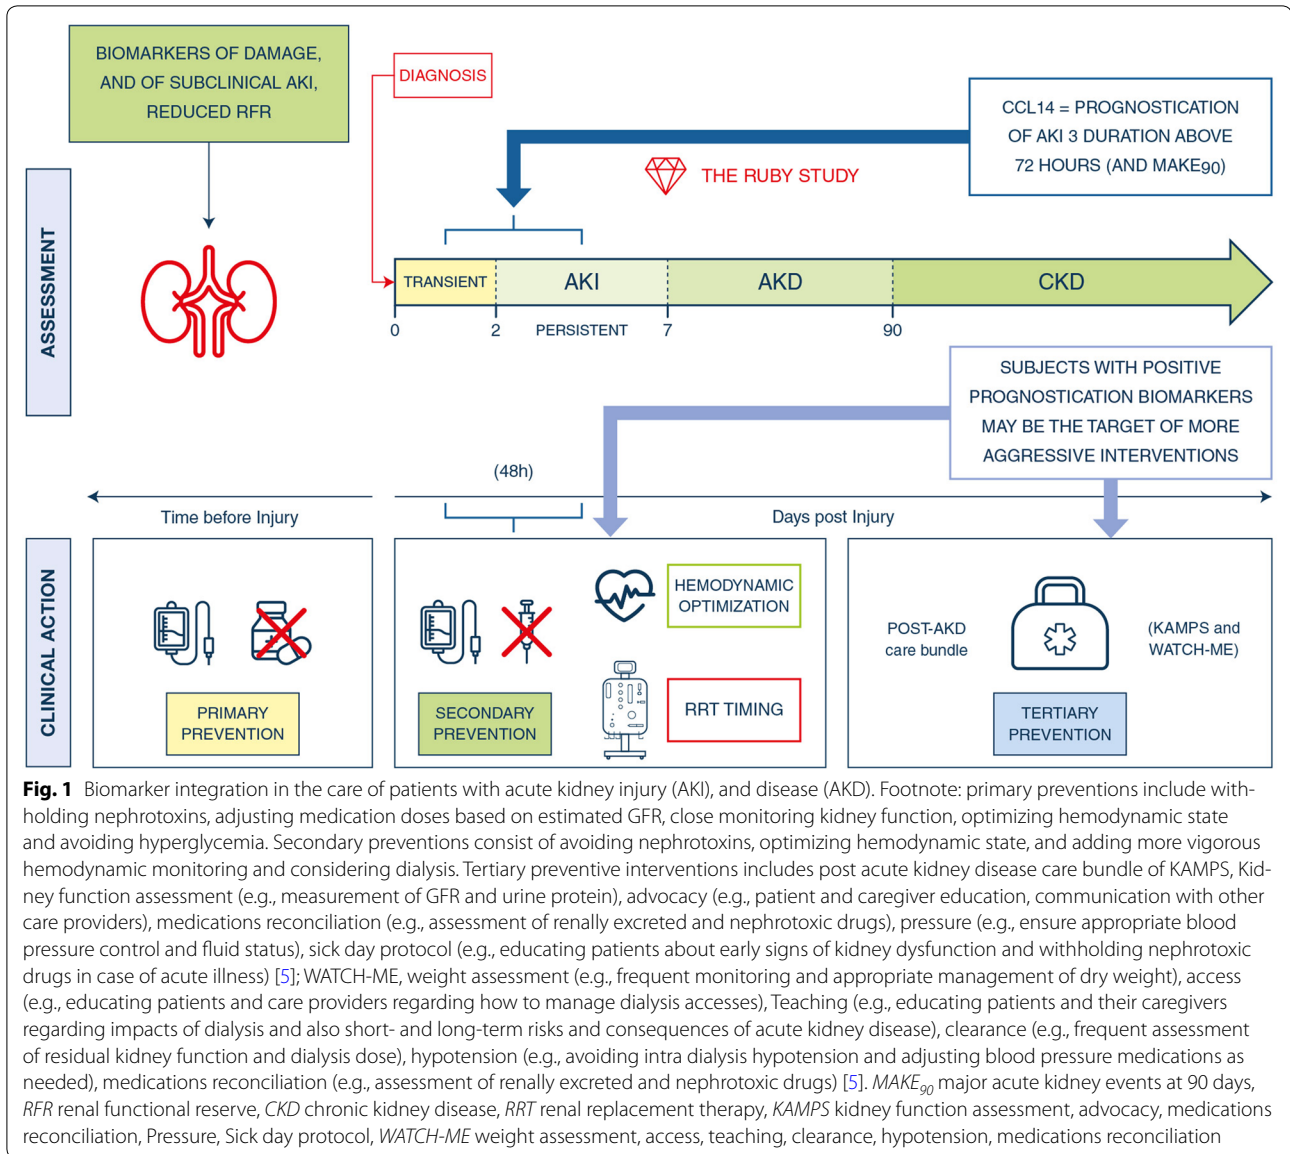 BIOMARKERS OF DAMAGE,
AND OF SUBCLINICAL AKI,
REDUCED RFR
DIAGNOSIS
CCL14 = PROGNOSTICATION
OF AKI 3 DURATION ABOVE
72 HOURS (AND MAKE90)
THE RUBY STUDY
ASSESSMENT
TRANSIENT
AKI
AKD
CKD
0
2
PERSISTENT
7
90
SUBJECTS WITH POSITIVE
PROGNOSTICATION BIOMARKERS
MAY BE THE TARGET OF MORE
AGGRESSIVE INTERVENTIONS
(48h)
Time before Injury
Days post Injury
CLINICAL ACTION
PRIMARY
PREVENTION
SECONDARY
PREVENTION
HEMODYNAMIC
OPTIMIZATION
RRT TIMING
POST-AKD
care bundle
(KAMPS and
WATCH-ME)
TERTIARY
PREVENTION
Fig. 1 Biomarker integration in the care of patients with acute kidney injury (AKI), and disease (AKD). Footnote: primary preventions include with-
holding nephrotoxins, adjusting medication doses based on estimated GFR, close monitoring kidney function, optimizing hemodynamic state
and avoiding hyperglycemia. Secondary preventions consist of avoiding nephrotoxins, optimizing hemodynamic state, and adding more vigorous
hemodynamic monitoring and considering dialysis. Tertiary preventive interventions includes post acute kidney disease care bundle of KAMPS, Kid-
ney function assessment (e.g., measurement of GFR and urine protein), advocacy (e.g., patient and caregiver education, communication with other
care providers), medications reconciliation (e.g., assessment of renally excreted and nephrotoxic drugs), pressure (e.g., ensure appropriate blood
pressure control and fluid status), sick day protocol (e.g., educating patients about early signs of kidney dysfunction and withholding nephrotoxic
drugs in case of acute illness) [5]; WATCH-ME, weight assessment (e.g., frequent monitoring and appropriate management of dry weight), access
(e.g., educating patients and care providers regarding how to manage dialysis accesses), Teaching (e.g., educating patients and their caregivers
regarding impacts of dialysis and also short- and long-term risks and consequences of acute kidney disease), clearance (e.g., frequent assessment
of residual kidney function and dialysis dose), hypotension (e.g., avoiding intra dialysis hypotension and adjusting blood pressure medications as
needed), medications reconciliation (e.g., assessment of renally excreted and nephrotoxic drugs) [5]. MAKE90 major acute kidney events at 90 days,
RFR renal functional reserve, CKD chronic kidney disease, RRT renal replacement therapy, KAMPS kidney function assessment, advocacy, medications
reconciliation, Pressure, Sick day protocol, WATCH-ME weight assessment, access, teaching, clearance, hypotension, medications reconciliation